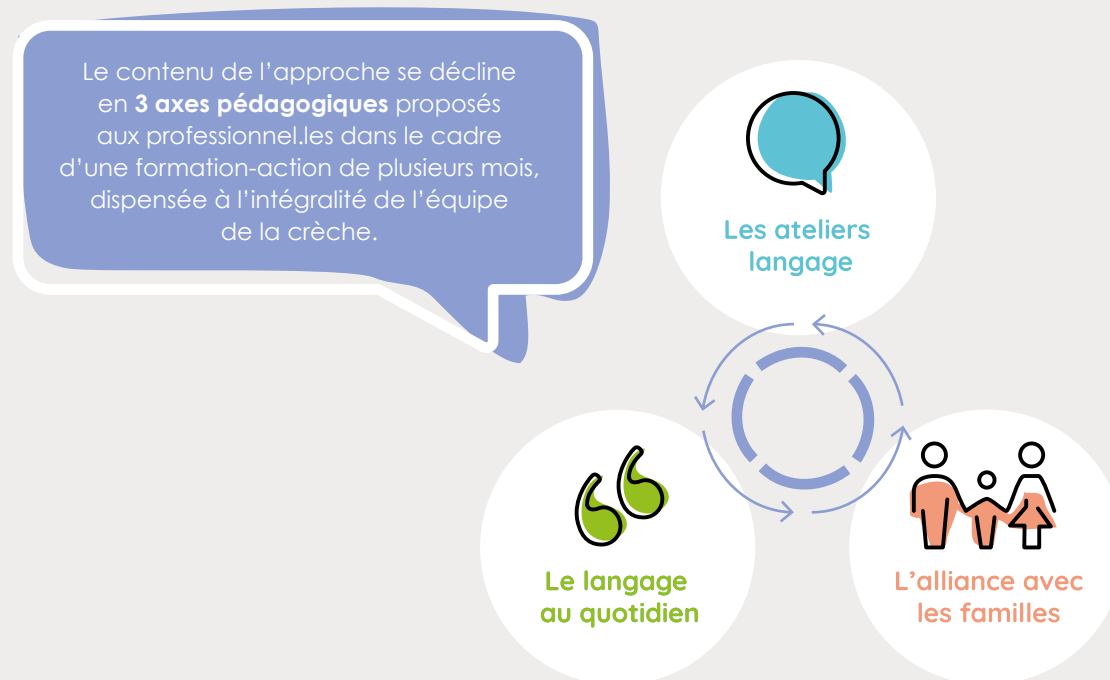 Le contenu de l’approche se décline
en 3 axes pédagogiques proposés
aux professionnel.les dans le cadre
d’une formation-action de plusieurs mois,
dispensée à l’intégralité de l’équipe
de la crèche.
Les ateliers
langage
Le langage
au quotidien
L’alliance avec
les familles